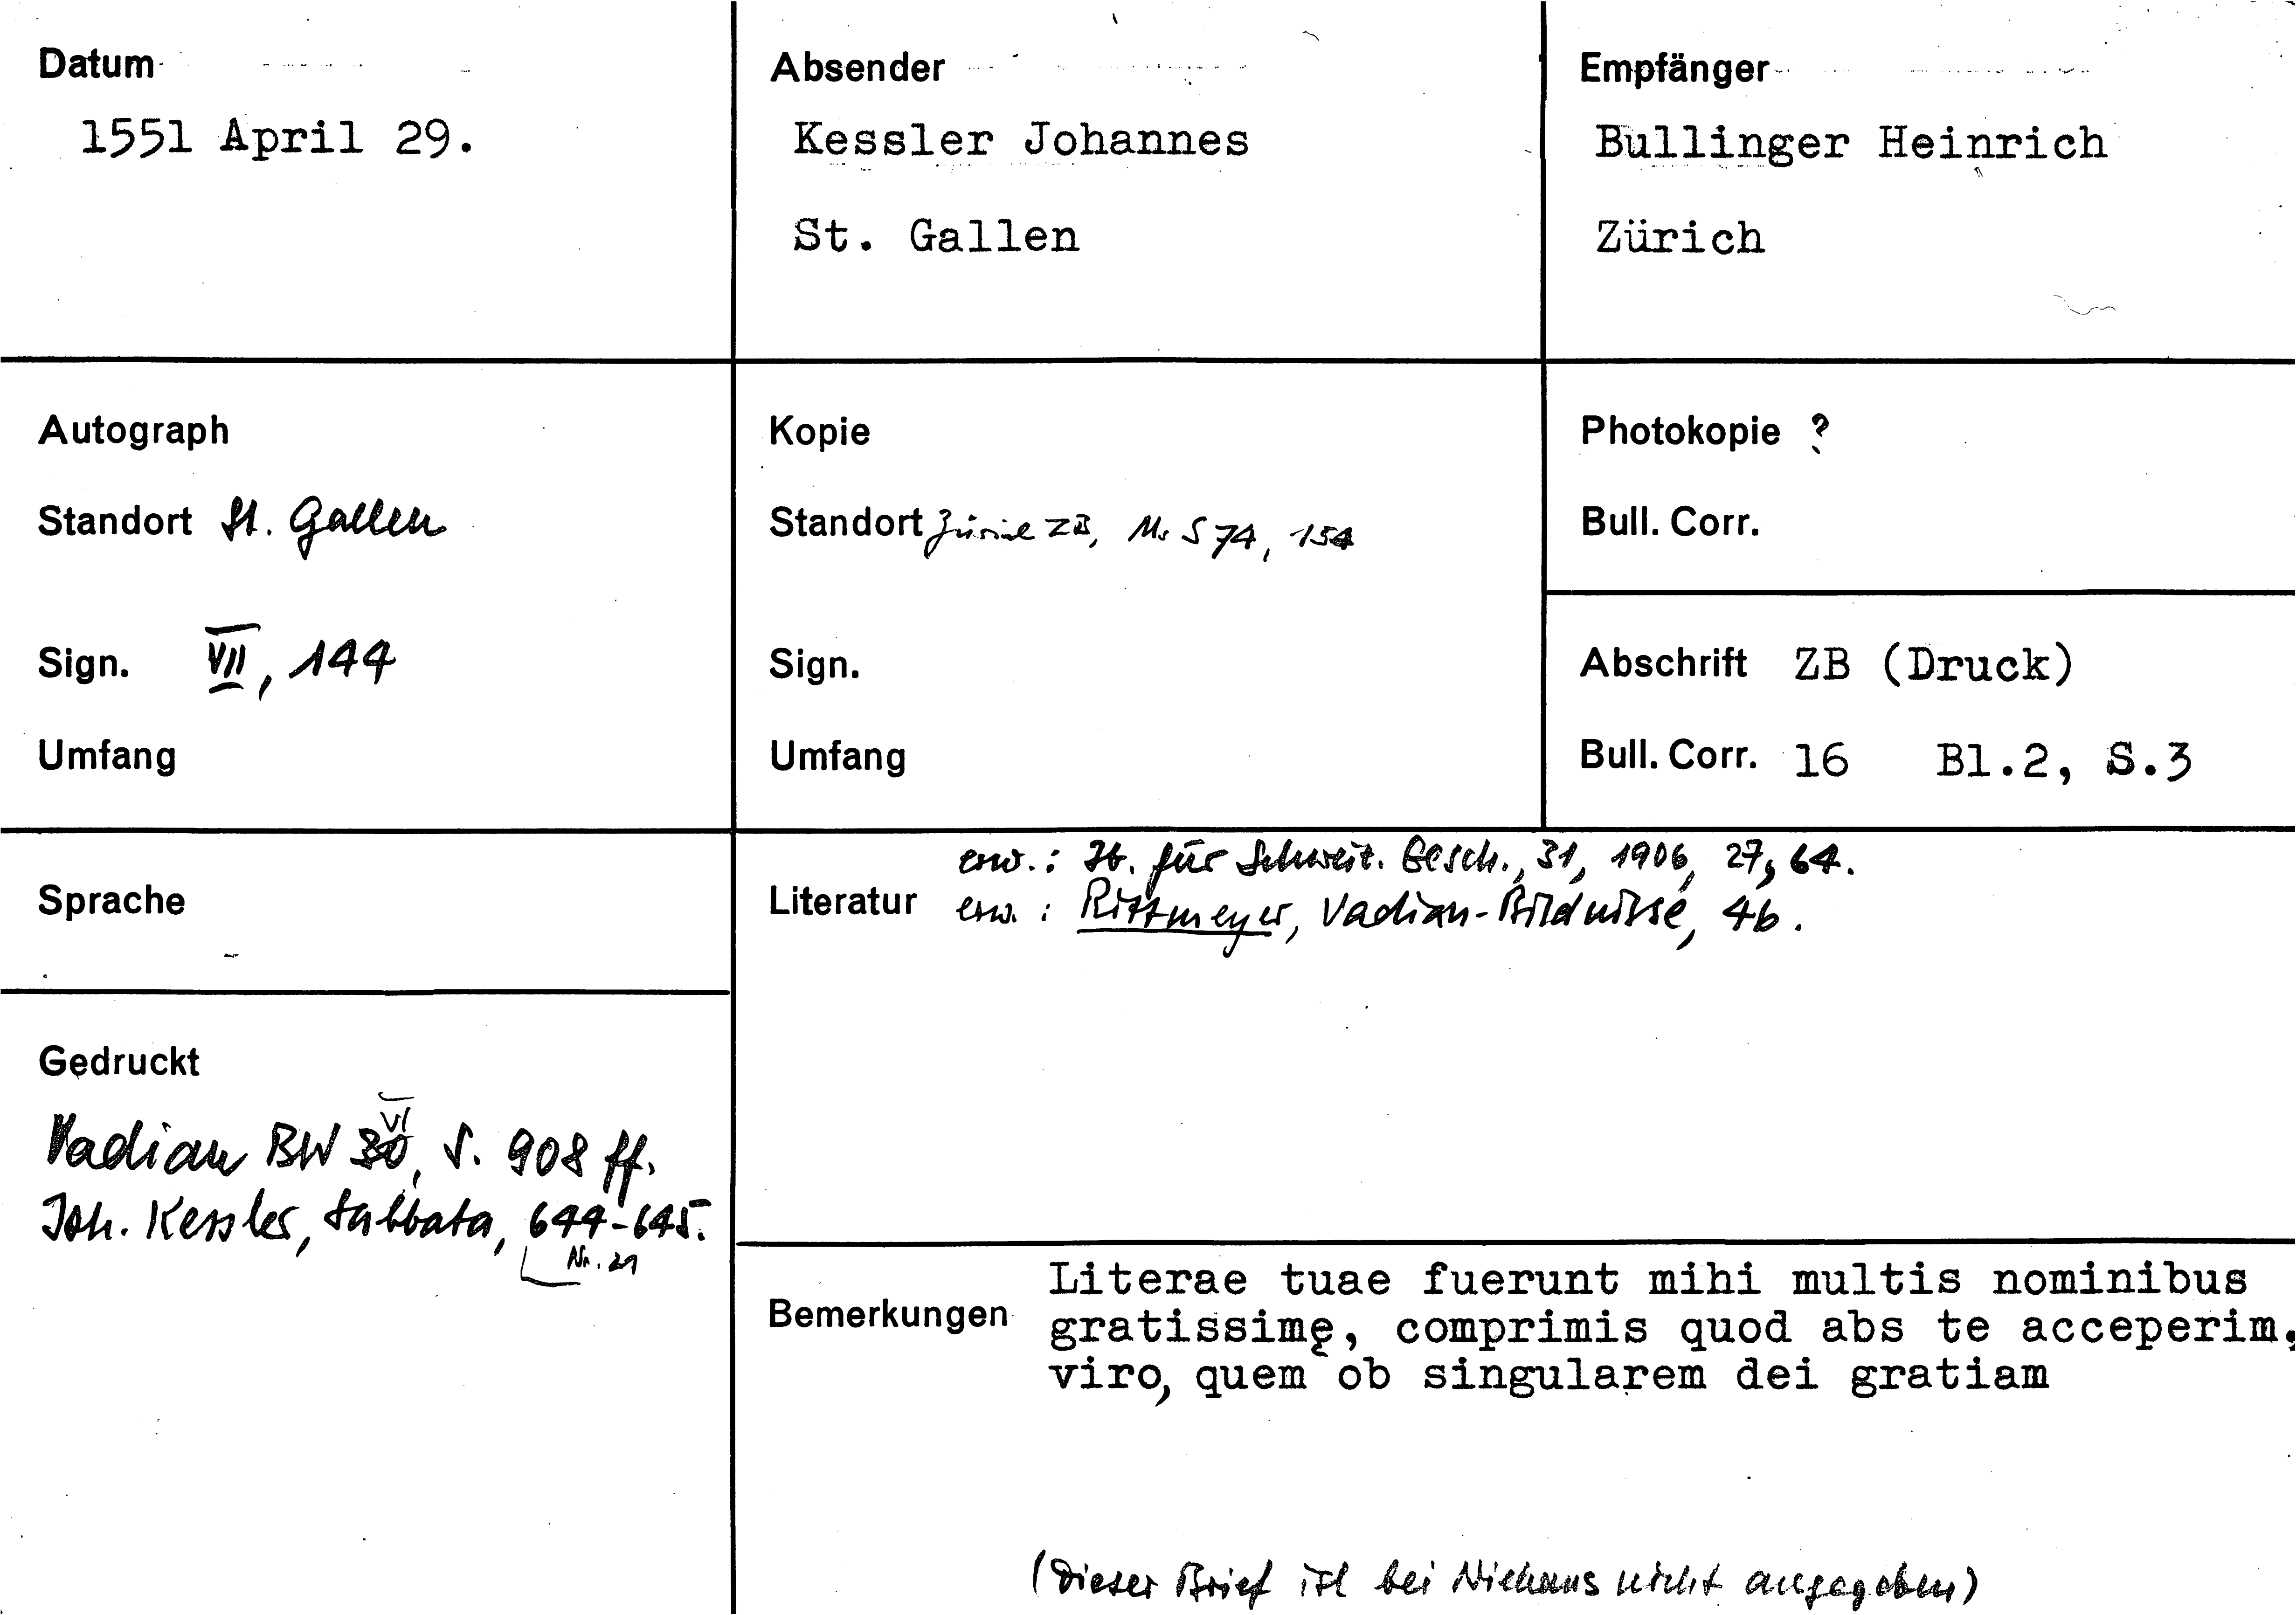 Datum
1551 April 29.
Absender
Kessler Johannes
St. Gallen
Empfänger
Bullinger Heinrich
Zürich
Autograph
Standort St. Gallen
Sign. VII, 144
Umfang
Kopie
Standort Zürich ZB, Ms S 74, 154
Sign.
Umfang
Photokopie ?
Bull. Corr.
Abschrift ZB (Druck)
Bull. Corr. 16 Bl.2, S.3
Sprache
Literatur
erw.: Jb. für Schweiz. Gesch., 31, 1906, 27, 64.
erw.: Rittmeyer, Vadian-Bildnisse, 46.
Gedruckt
Vadian BW VI, S. 908 ff.
Joh. Kessler, Sabbata, 644-645.
Nr. 21
Bemerkungen
Literae tuae fuerunt mihi multis nominibus
gratissimę, comprimis quod abs te acceperim,
viro, quem ob singularem dei gratiam
(Dieser Brief ist bei Niehans nicht angegeben)